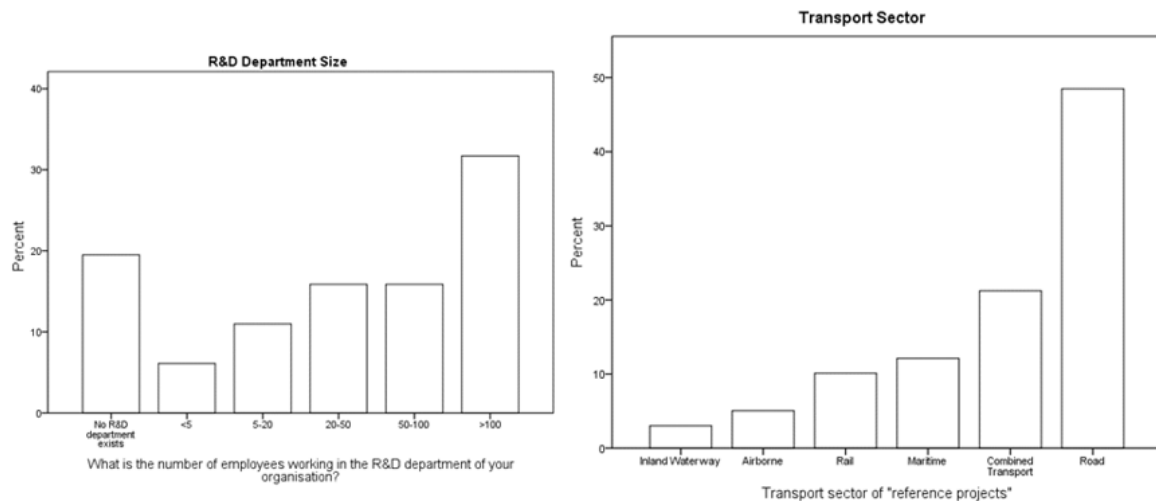 R&D Department Size
Percent
40
30
20
10
0
No R&D
department
exists
<5
5-20
20-50
50-100
>100
What is the number of employees working in the R&D department of your
organisation?
Transport Sector
Percent
50
40
30
20
10
0
Inland Waterway
Airborne
Rail
Maritime
Combined
Transport
Road
Transport sector of "reference projects"